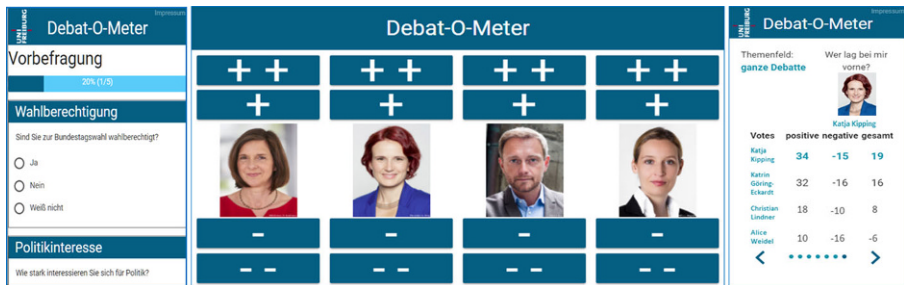 UNI
FREIBURG
Impressum
Debat-O-Meter
Vorbefragung
20% (1/5)
Wahlberechtigung
Sind Sie zur Bundestagswahl wahlberechtigt?
Ja
Nein
Weiß nicht
Politikinteresse
Wie stark interessieren Sie sich für Politik?
Debat-O-Meter
+ + + + + + + +
+ + + +
- - - -
- - - - - - - -
UNI
FREIBURG
Impressum
Debat-O-Meter
Themenfeld: Wer lag bei mir
ganze Debatte vorne?
Katja Kipping
Votes positive negative gesamt
Katja
Kipping 34 -15 19
Katrin
Göring-
Eckardt 32 -16 16
Christian
Lindner 18 -10 8
Alice
Weidel 10 -16 -6